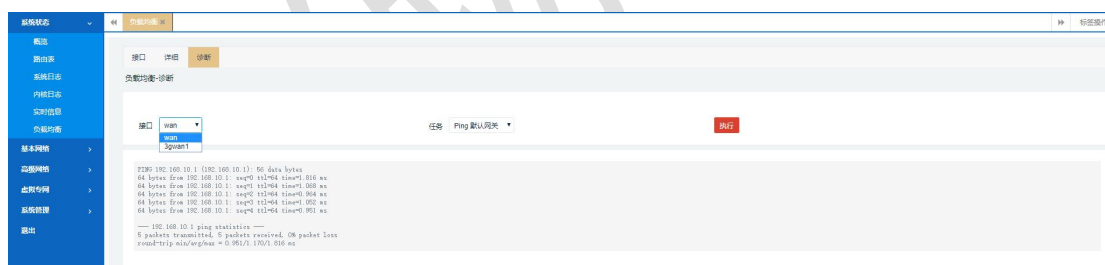 系统状态
负载均衡 ×
标签操作
概览
路由表
系统日志
内核日志
实时信息
负载均衡
基本网络
高级网络
虚拟专网
系统管理
退出
接口 详细 诊断
负载均衡-诊断
接口 wan 任务 Ping 默认网关 执行
wan
3gwan1
PING 192.168.10.1 (192.168.10.1): 56 data bytes
64 bytes from 192.168.10.1: seq=0 ttl=64 time=1.816 ms
64 bytes from 192.168.10.1: seq=1 ttl=64 time=1.068 ms
64 bytes from 192.168.10.1: seq=2 ttl=64 time=0.964 ms
64 bytes from 192.168.10.1: seq=3 ttl=64 time=1.052 ms
64 bytes from 192.168.10.1: seq=4 ttl=64 time=0.951 ms
--- 192.168.10.1 ping statistics ---
5 packets transmitted, 5 packets received, 0% packet loss
round-trip min/avg/max = 0.951/1.170/1.816 ms